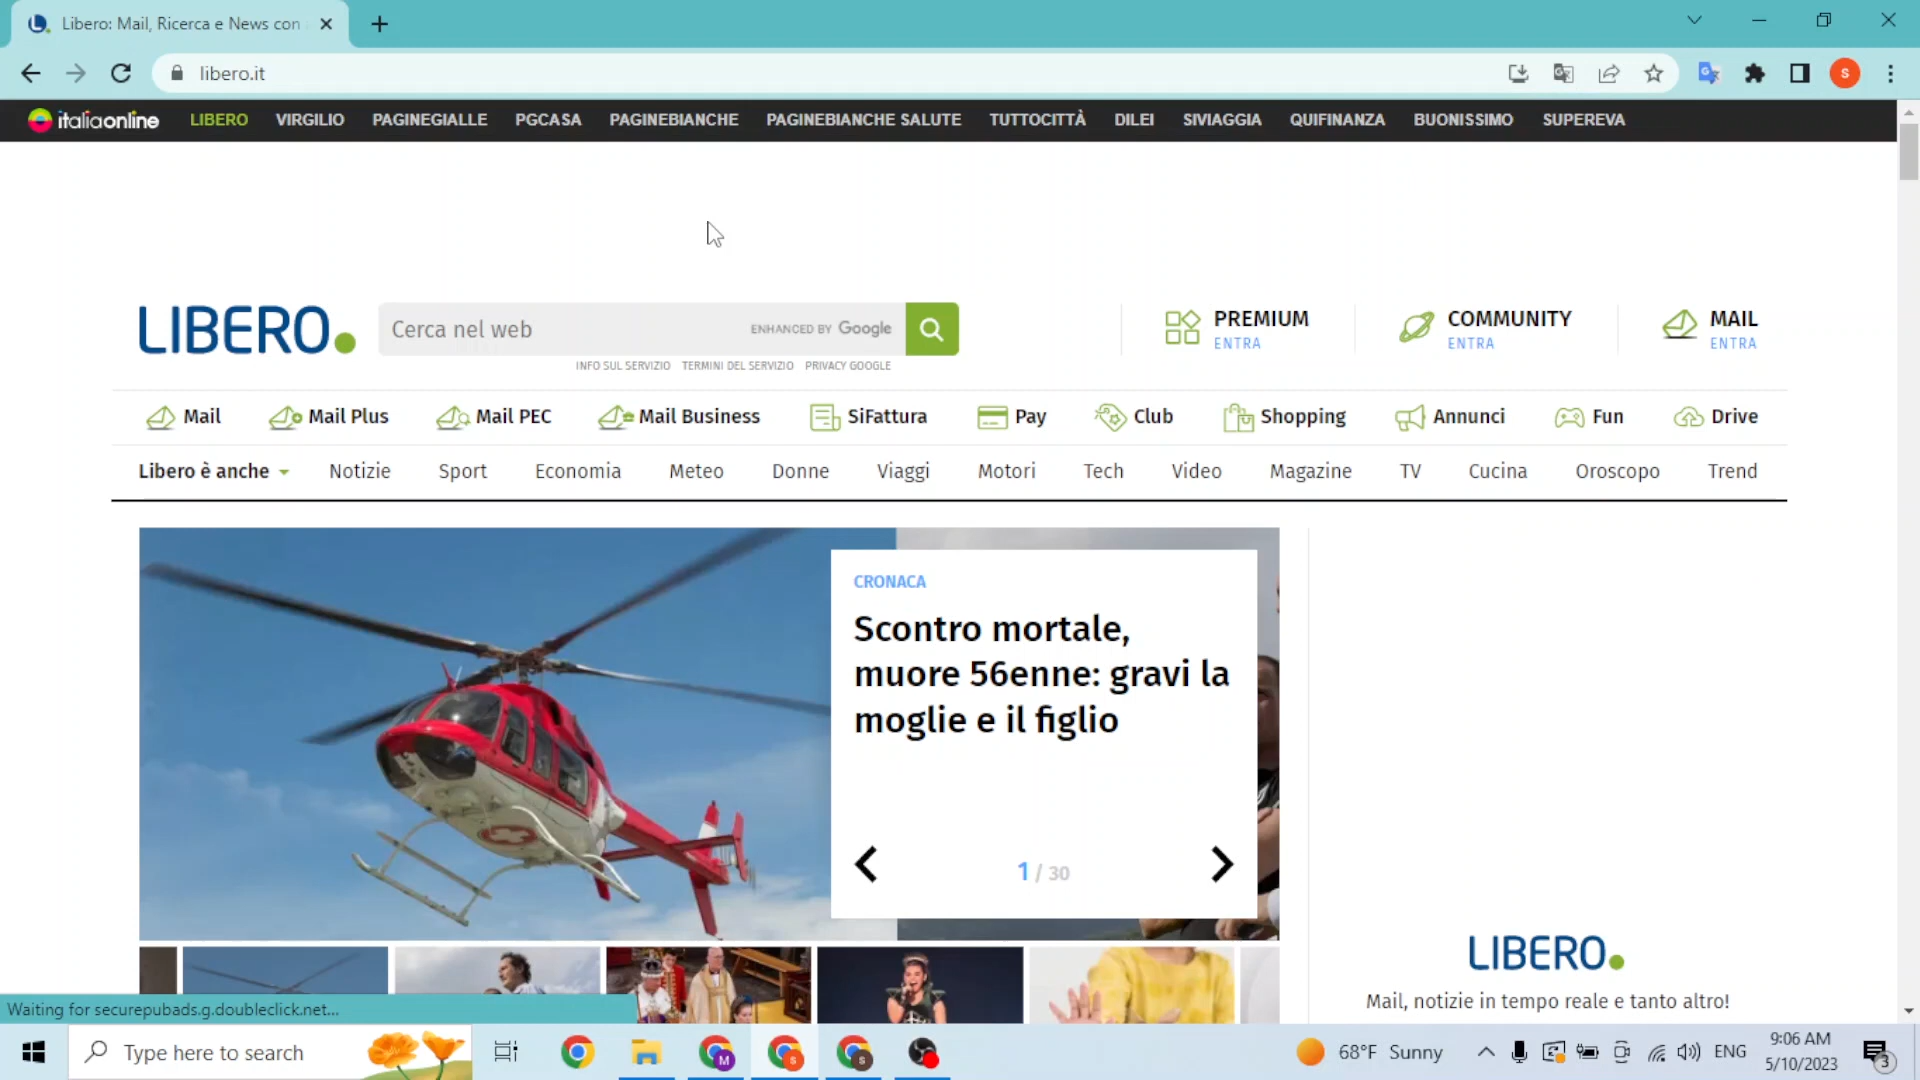 Libero: Mail, Ricerca e News con
libero.it
S
italiaonline LIBERO VIRGILIO PAGINEGIALLE PGCASA PAGINEBIANCHE PAGINEBIANCHE SALUTE TUTTOCITTÀ DILEI SIVIAGGIA QUIFINANZA BUONISSIMO SUPEREVA
LIBERO
Cerca nel web ENHANCED BY Google
INFO SUL SERVIZIO TERMINI DEL SERVIZIO PRIVACY GOOGLE
PREMIUM
ENTRA
COMMUNITY
ENTRA
MAIL
ENTRA
Mail Mail Plus Mail PEC Mail Business SiFattura Pay Club Shopping Annunci Fun Drive
Libero è anche Notizie Sport Economia Meteo Donne Viaggi Motori Tech Video Magazine TV Cucina Oroscopo Trend
CRONACA
Scontro mortale,
muore 56enne: gravi la
moglie e il figlio
1 / 30
LIBERO
Mail, notizie in tempo reale e tanto altro!
Waiting for securepubads.g.doubleclick.net...
Type here to search
M
S
S
68°F Sunny
ENG
9:06 AM
5/10/2023
3